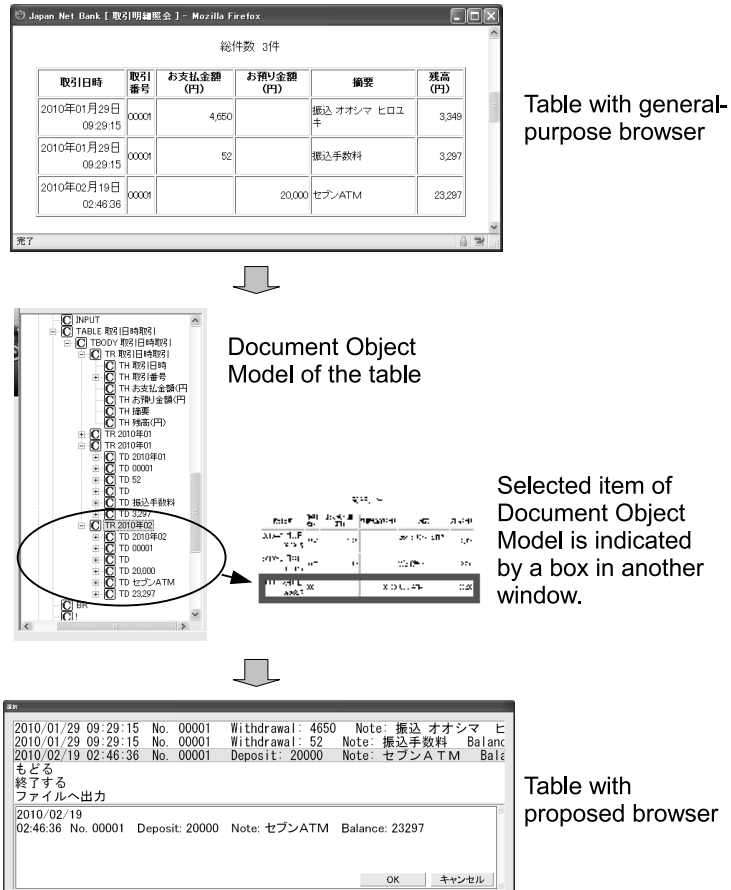 Japan Net Bank [ 取引明細照会 ] - Mozilla Firefox
総件数 3件
取引日時 取引番号 お支払金額(円) お預り金額(円) 摘要 残高(円)
2010年01月29日 09:29:15 00001 4,650 振込 オオシマ ヒロユキ 3,349
2010年01月29日 09:29:15 00001 52 振込手数料 3,297
2010年02月19日 02:46:36 00001 20,000 セブンATM 23,297
完了
Table with general-
purpose browser
INPUT
TABLE 取引日時取引
TBODY 取引日時取引
TR 取引日時取引
TH 取引日時
TH 取引番号
TH お支払金額(円
TH お預り金額(円
TH 摘要
TH 残高(円)
TR 2010年01
TR 2010年01
TD 2010年01
TD 00001
TD 52
TD
TD 振込手数料
TD 3,297
TR 2010年02
TD 2010年02
TD 00001
TD
TD 20,000
TD セブンATM
TD 23,297
BR
!
Document Object
Model of the table
Selected item of
Document Object
Model is indicated
by a box in another
window.
選択
2010/01/29 09:29:15 No. 00001 Withdrawal: 4650 Note: 振込 オオシマ ヒ
2010/01/29 09:29:15 No. 00001 Withdrawal: 52 Note: 振込手数料 Balanc
2010/02/19 02:46:36 No. 00001 Deposit: 20000 Note: セブンATM Bala
もどる
終了する
ファイルへ出力
2010/02/19
02:46:36 No. 00001 Deposit: 20000 Note: セブンATM Balance: 23297
OK キャンセル
Table with
proposed browser